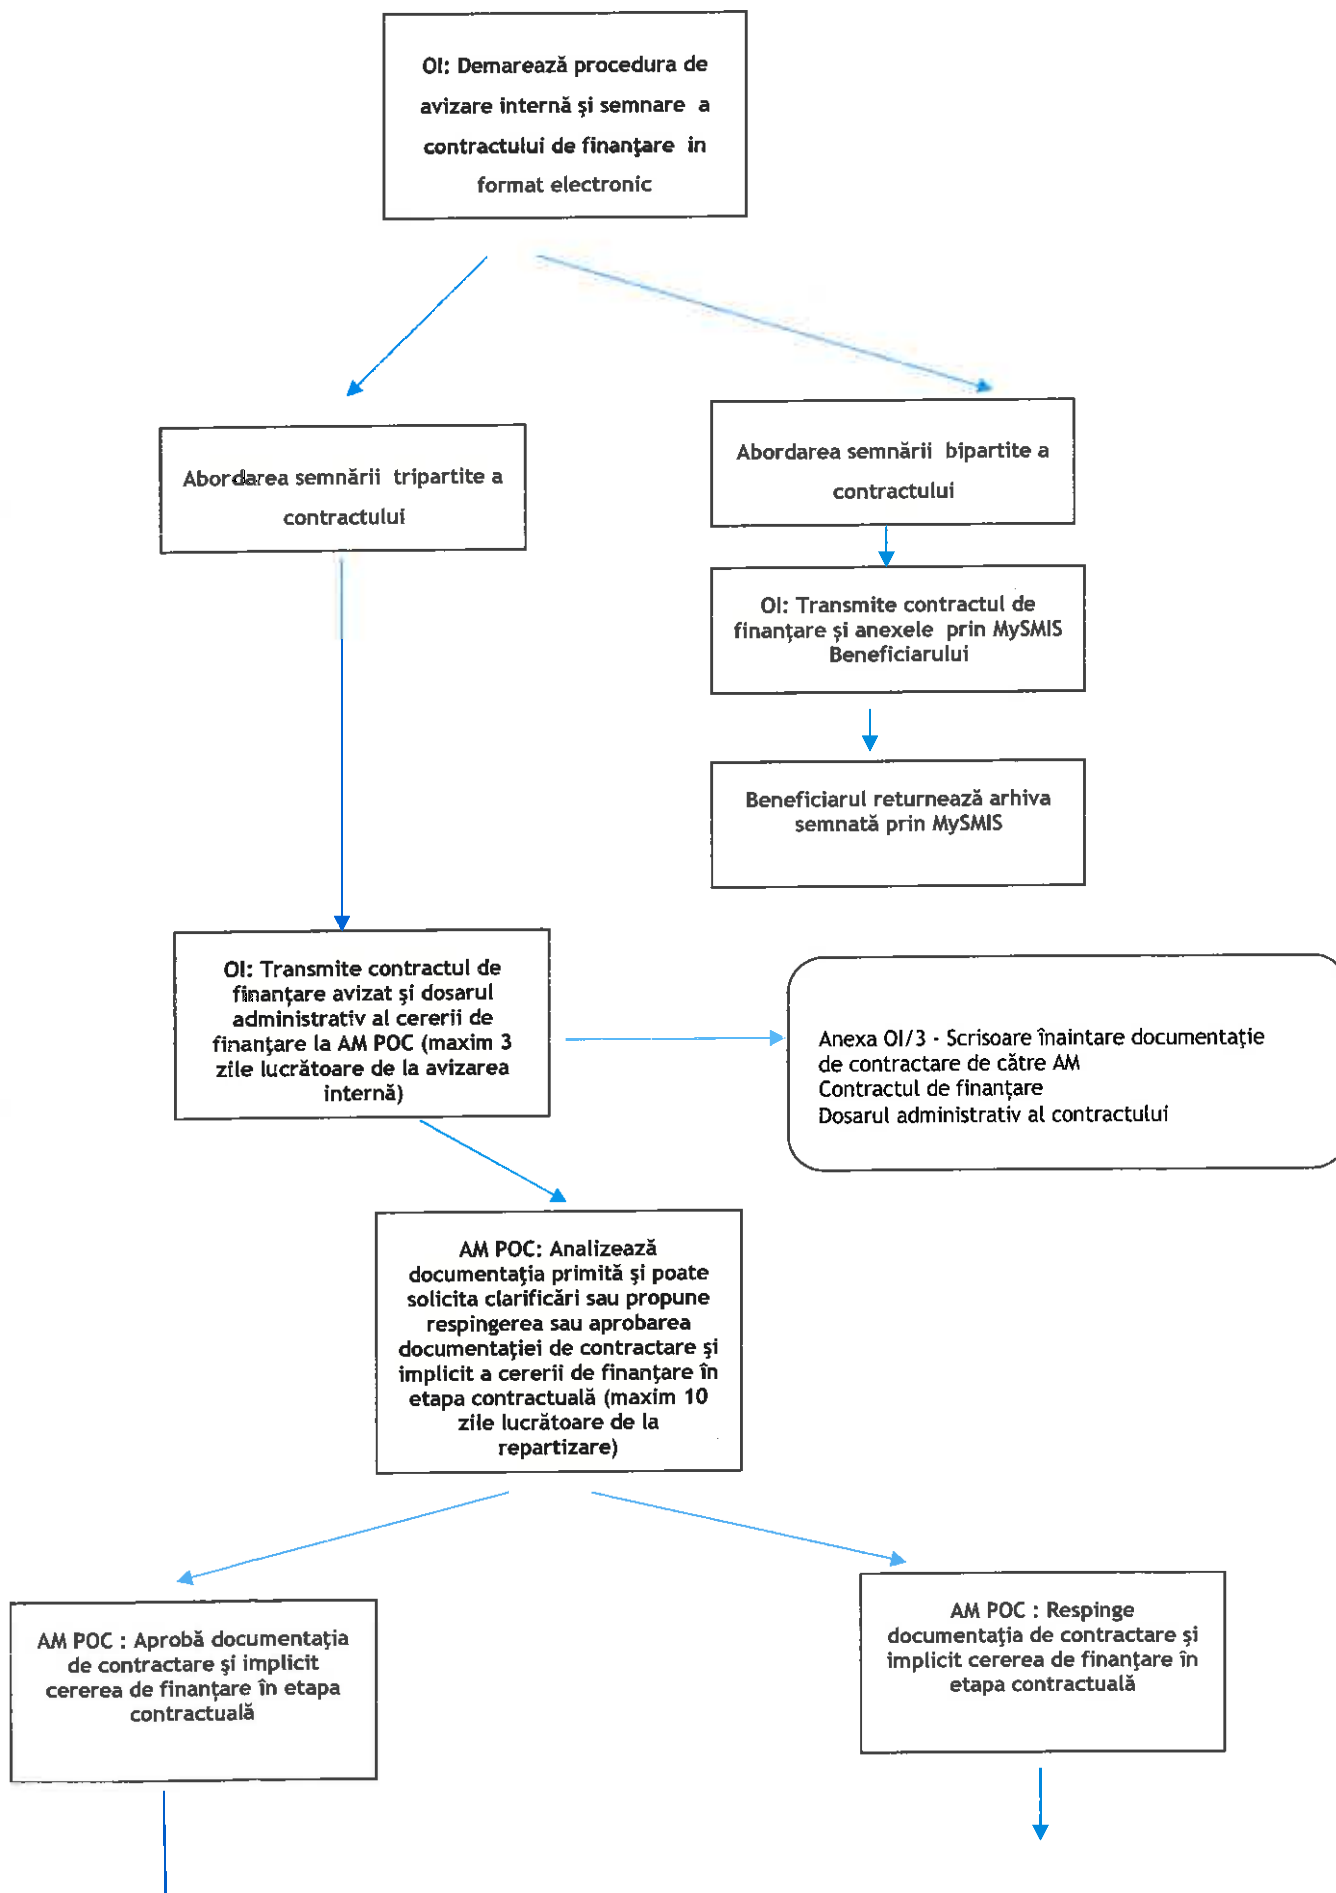 OI: Demarează procedura de
avizare internă şi semnare a
contractului de finanţare in
format electronic
Abordarea semnării tripartite a
contractului
Abordarea semnării bipartite a
contractului
OI: Transmite contractul de
finanţare şi anexele prin MySMIS
Beneficiarului
Beneficiarul returnează arhiva
semnată prin MySMIS
OI: Transmite contractul de
finanţare avizat şi dosarul
administrativ al cererii de
finanţare la AM POC (maxim 3
zile lucrătoare de la avizarea
internă)
Anexa OI/3 - Scrisoare înaintare documentaţie
de contractare de către AM
Contractul de finanţare
Dosarul administrativ al contractului
AM POC: Analizează
documentaţia primită şi poate
solicita clarificări sau propune
respingerea sau aprobarea
documentaţiei de contractare şi
implicit a cererii de finanţare în
etapa contractuală (maxim 10
zile lucrătoare de la
repartizare)
AM POC : Aprobă documentaţia
de contractare şi implicit
cererea de finanţare în etapa
contractuală
AM POC : Respinge
documentaţia de contractare şi
implicit cererea de finanţare în
etapa contractuală